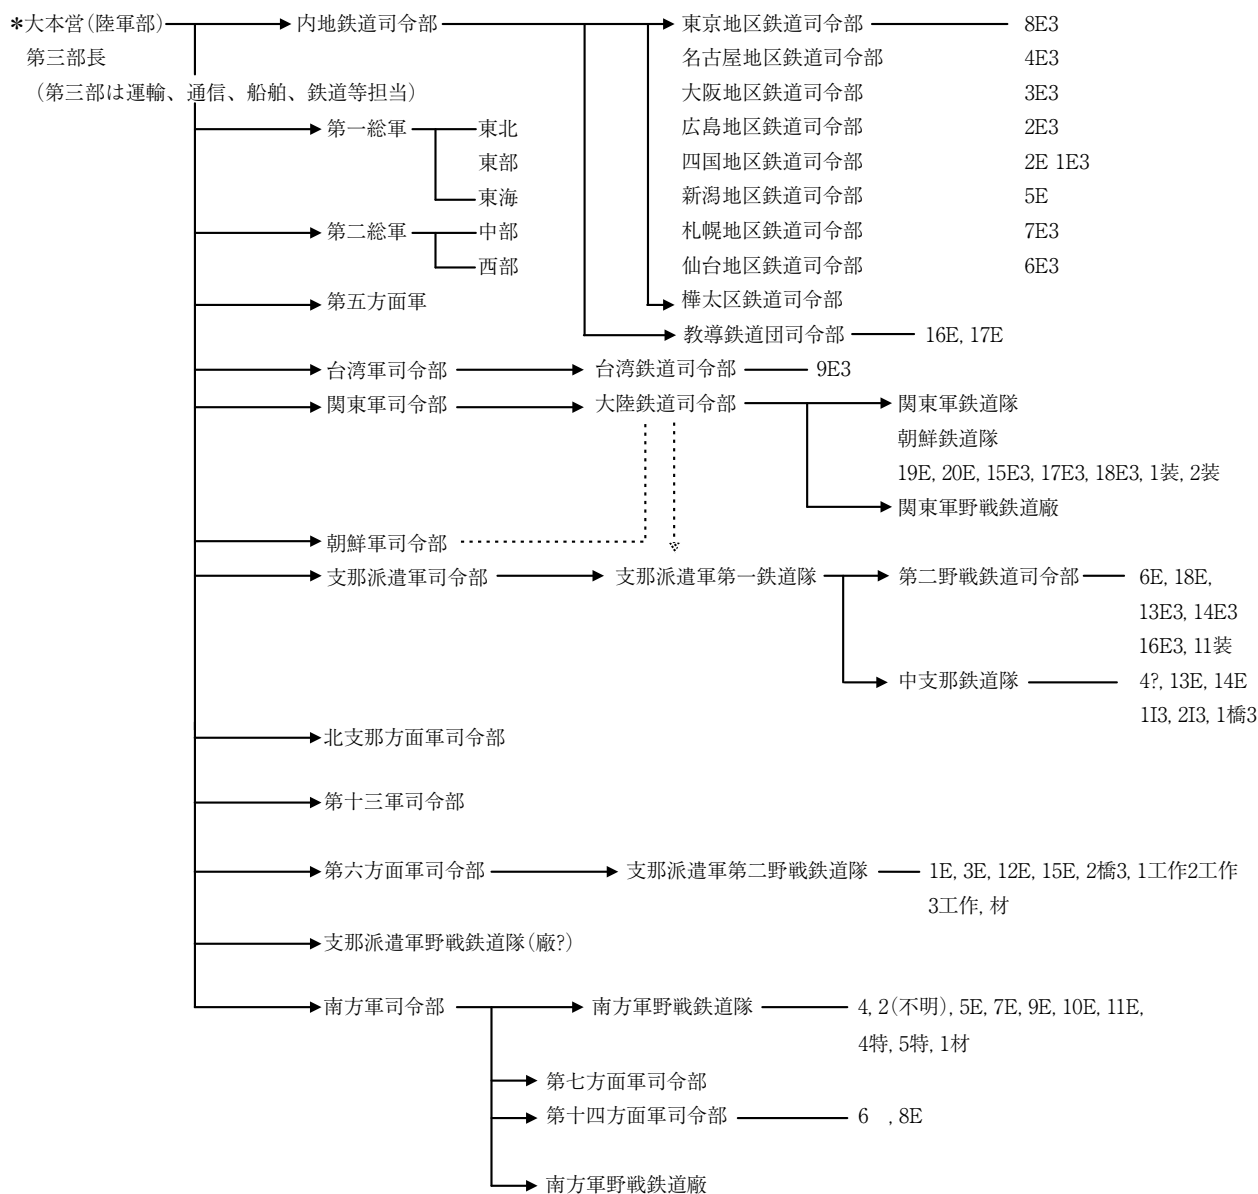 *大本営(陸軍部) 内地鉄道司令部 東京地区鉄道司令部 8E3
第三部長 名古屋地区鉄道司令部 4E3
(第三部は運輸、通信、船舶、鉄道等担当) 大阪地区鉄道司令部 3E3
第一総軍 東北 広島地区鉄道司令部 2E3
東部 四国地区鉄道司令部 2E 1E3
東海 新潟地区鉄道司令部 5E
第二総軍 中部 札幌地区鉄道司令部 7E3
西部 仙台地区鉄道司令部 6E3
第五方面軍 樺太区鉄道司令部
教導鉄道団司令部 16E, 17E
台湾軍司令部 台湾鉄道司令部 9E3
関東軍司令部 大陸鉄道司令部 関東軍鉄道隊
朝鮮鉄道隊
19E, 20E, 15E3, 17E3, 18E3, 1装, 2装
関東軍野戦鉄道廠
朝鮮軍司令部
支那派遣軍司令部 支那派遣軍第一鉄道隊 第二野戦鉄道司令部 6E, 18E,
13E3, 14E3
16E3, 11装
中支那鉄道隊 4?, 13E, 14E
1I3, 2I3, 1橋3
北支那方面軍司令部
第十三軍司令部
第六方面軍司令部 支那派遣軍第二野戦鉄道隊 1E, 3E, 12E, 15E, 2橋3, 1工作2工作
3工作, 材
支那派遣軍野戦鉄道隊(廠?)
南方軍司令部 南方軍野戦鉄道隊 4, 2(不明), 5E, 7E, 9E, 10E, 11E,
4特, 5特, 1材
第七方面軍司令部
第十四方面軍司令部 6 , 8E
南方軍野戦鉄道廠